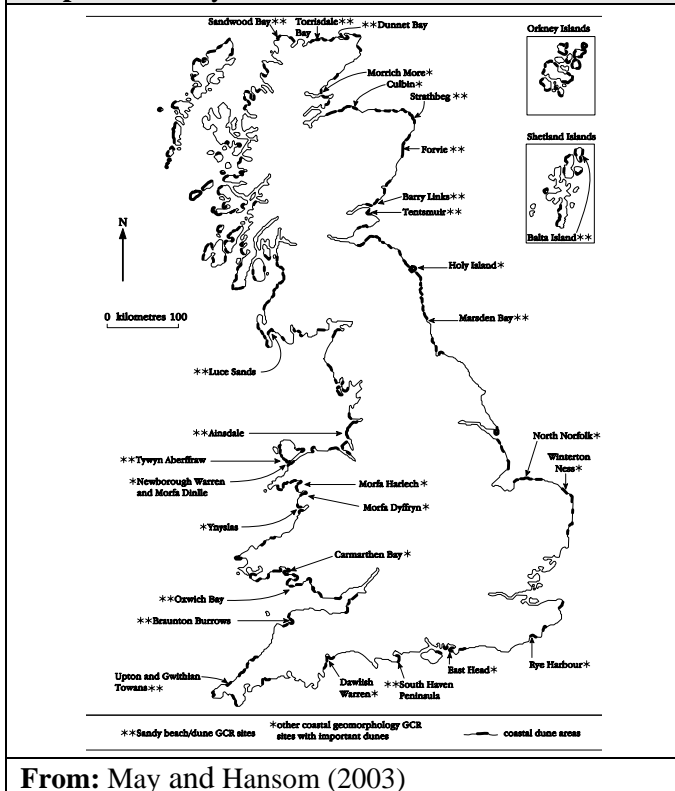 Sandwood Bay**
Torrisdale**
Bay
**Dunnet Bay
Orkney Islands
Morrich More*
Culbin*
Strathbeg **
Shetland Islands
Forvie **
Barry Links**
Tentsmuir**
Balta Island**
N
Holy Island*
0 kilometres 100
Marsden Bay**
**Luce Sands
**Ainsdale
North Norfolk*
Winterton
Ness*
**Tywyn Aberffraw
*Newborough Warren
and Morfa Dinlle
Morfa Harlech*
Morfa Dyffryn*
*Ynyslas
Carmarthen Bay*
**Oxwich Bay
**Braunton Burrows
Upton and Gwithian
Towans**
Dawlish
Warren*
**South Haven
Peninsula
East Head*
Rye Harbour*
**Sandy beach/dune GCR sites
*other coastal geomorphology GCR
sites with important dunes
coastal dune areas
From: May and Hansom (2003)